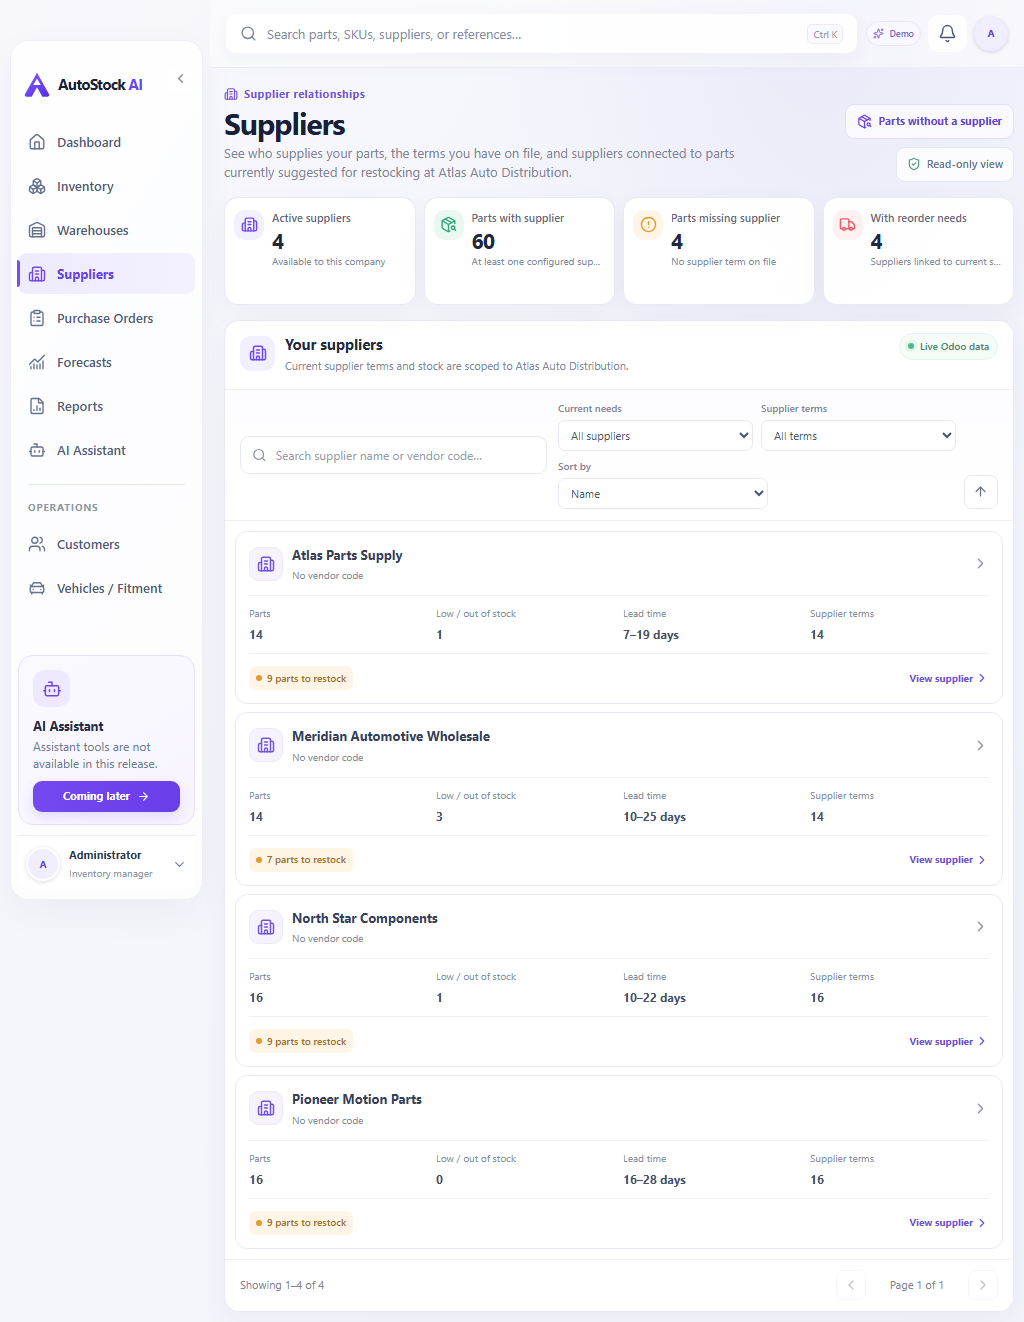 Search parts, SKUs, suppliers, or references...
Ctrl K
Demo
A
AutoStock AI
Dashboard
Inventory
Warehouses
Suppliers
Purchase Orders
Forecasts
Reports
AI Assistant
OPERATIONS
Customers
Vehicles / Fitment
AI Assistant
Assistant tools are not
available in this release.
Coming later
A
Administrator
Inventory manager
Supplier relationships
Suppliers
See who supplies your parts, the terms you have on file, and suppliers connected to parts
currently suggested for restocking at Atlas Auto Distribution.
Parts without a supplier
Read-only view
Active suppliers
4
Available to this company
Parts with supplier
60
At least one configured sup...
Parts missing supplier
4
No supplier term on file
With reorder needs
4
Suppliers linked to current s...
Your suppliers
Current supplier terms and stock are scoped to Atlas Auto Distribution.
Live Odoo data
Search supplier name or vendor code...
Current needs
All suppliers
Supplier terms
All terms
Sort by
Name
Atlas Parts Supply
No vendor code
Parts Low / out of stock Lead time Supplier terms
14 1 7–19 days 14
9 parts to restock
View supplier
Meridian Automotive Wholesale
No vendor code
Parts Low / out of stock Lead time Supplier terms
14 3 10–25 days 14
7 parts to restock
View supplier
North Star Components
No vendor code
Parts Low / out of stock Lead time Supplier terms
16 1 10–22 days 16
9 parts to restock
View supplier
Pioneer Motion Parts
No vendor code
Parts Low / out of stock Lead time Supplier terms
16 0 16–28 days 16
9 parts to restock
View supplier
Showing 1–4 of 4
Page 1 of 1